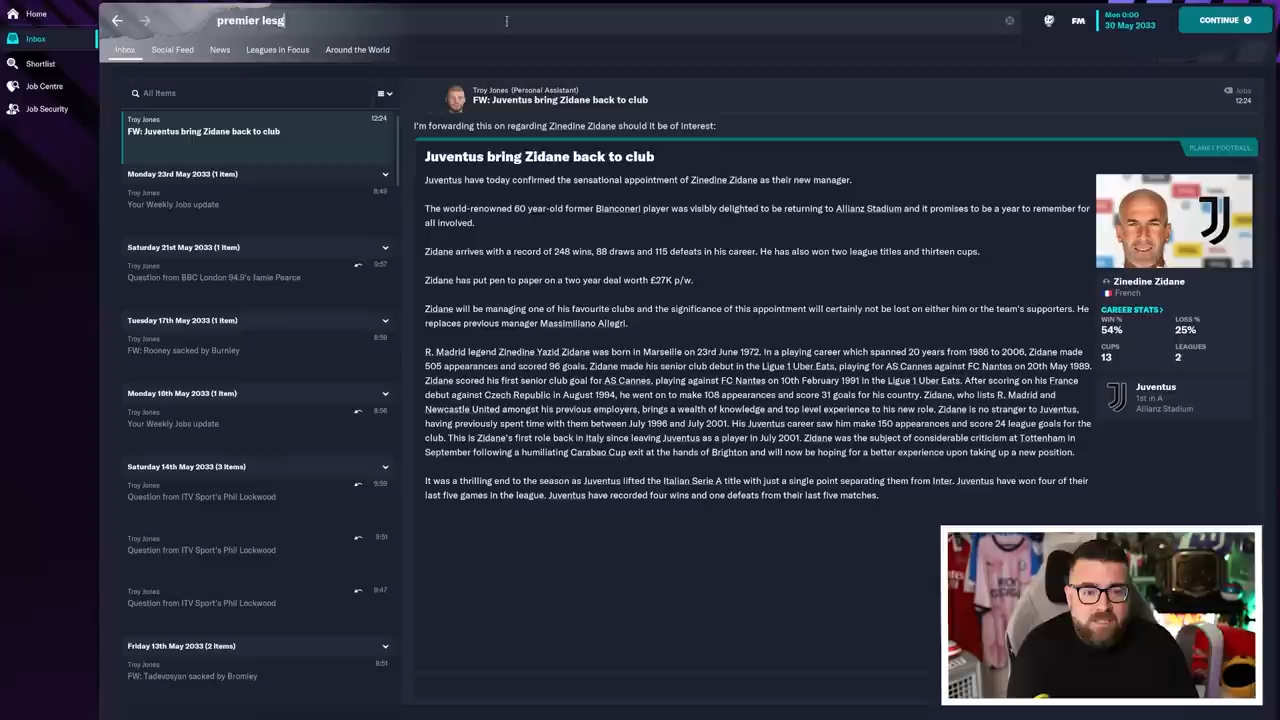 Home
Inbox
Shortlist
Job Centre
Job Security
premier lesg
FM
Mon 0:00
30 May 2033
CONTINUE
Inbox
Social Feed
News
Leagues in Focus
Around the World
All Items
Troy Jones
12:24
FW: Juventus bring Zidane back to club
Monday 23rd May 2033 (1 item)
Troy Jones
8:49
Your Weekly Jobs update
Saturday 21st May 2033 (1 item)
Troy Jones
9:57
Question from BBC London 94.9's Jamie Pearce
Tuesday 17th May 2033 (1 item)
Troy Jones
8:59
FW: Rooney sacked by Burnley
Monday 16th May 2033 (1 item)
Troy Jones
8:56
Your Weekly Jobs update
Saturday 14th May 2033 (3 items)
Troy Jones
9:59
Question from ITV Sport's Phil Lockwood
Troy Jones
9:51
Question from ITV Sport's Phil Lockwood
Troy Jones
9:47
Question from ITV Sport's Phil Lockwood
Friday 13th May 2033 (2 items)
Troy Jones
8:51
FW: Tadevosyan sacked by Bromley
Troy Jones (Personal Assistant)
FW: Juventus bring Zidane back to club
Jobs
12:24
I'm forwarding this on regarding Zinedine Zidane should it be of interest:
PLANET FOOTBALL
Juventus bring Zidane back to club
Juventus have today confirmed the sensational appointment of Zinedine Zidane as their new manager.
The world-renowned 60 year-old former Bianconeri player was visibly delighted to be returning to Allianz Stadium and it promises to be a year to remember for
all involved.
Zidane arrives with a record of 248 wins, 88 draws and 115 defeats in his career. He has also won two league titles and thirteen cups.
Zidane has put pen to paper on a two year deal worth £27K p/w.
Zidane will be managing one of his favourite clubs and the significance of this appointment will certainly not be lost on either him or the team's supporters. He
replaces previous manager Massimiliano Allegri.
R. Madrid legend Zinedine Yazid Zidane was born in Marseille on 23rd June 1972. In a playing career which spanned 20 years from 1986 to 2006, Zidane made
505 appearances and scored 96 goals. Zidane made his senior club debut in the Ligue 1 Uber Eats, playing for AS Cannes against FC Nantes on 20th May 1989.
Zidane scored his first senior club goal for AS Cannes, playing against FC Nantes on 10th February 1991 in the Ligue 1 Uber Eats. After scoring on his France
debut against Czech Republic in August 1994, he went on to make 108 appearances and score 31 goals for his country. Zidane, who lists R. Madrid and
Newcastle United amongst his previous employers, brings a wealth of knowledge and top level experience to his new role. Zidane is no stranger to Juventus,
having previously spent time with them between July 1996 and July 2001. His Juventus career saw him make 150 appearances and score 24 league goals for the
club. This is Zidane's first role back in Italy since leaving Juventus as a player in July 2001. Zidane was the subject of considerable criticism at Tottenham in
September following a humiliating Carabao Cup exit at the hands of Brighton and will now be hoping for a better experience upon taking up a new position.
It was a thrilling end to the season as Juventus lifted the Italian Serie A title with just a single point separating them from Inter. Juventus have won four of their
last five games in the league. Juventus have recorded four wins and one defeats from their last five matches.
Zinedine Zidane
French
CAREER STATS
WIN %
LOSS %
54%
25%
CUPS
LEAGUES
13
2
Juventus
1st in A
Allianz Stadium